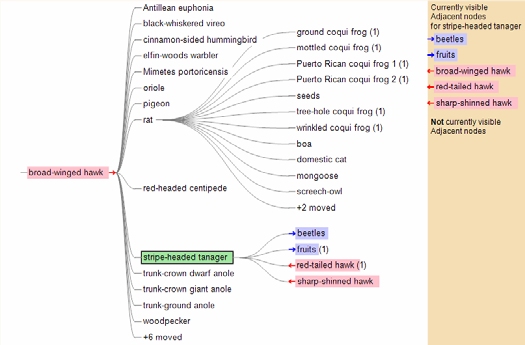 broad-winged hawk
Antillean euphonia
black-whiskered vireo
cinnamon-sided hummingbird
elfin-woods warbler
Mimetes portoricensis
oriole
pigeon
rat
red-headed centipede
stripe-headed tanager
trunk-crown dwarf anole
trunk-crown giant anole
trunk-ground anole
woodpecker
+6 moved
ground coqui frog (1)
mottled coqui frog (1)
Puerto Rican coqui frog 1 (1)
Puerto Rican coqui frog 2 (1)
seeds
tree-hole coqui frog (1)
wrinkled coqui frog (1)
boa
domestic cat
mongoose
screech-owl
+2 moved
beetles
fruits (1)
red-tailed hawk (1)
sharp-shinned hawk
Currently visible
Adjacent nodes
for stripe-headed tanager
beetles
fruits
broad-winged hawk
red-tailed hawk
sharp-shinned hawk
Not currently visible
Adjacent nodes